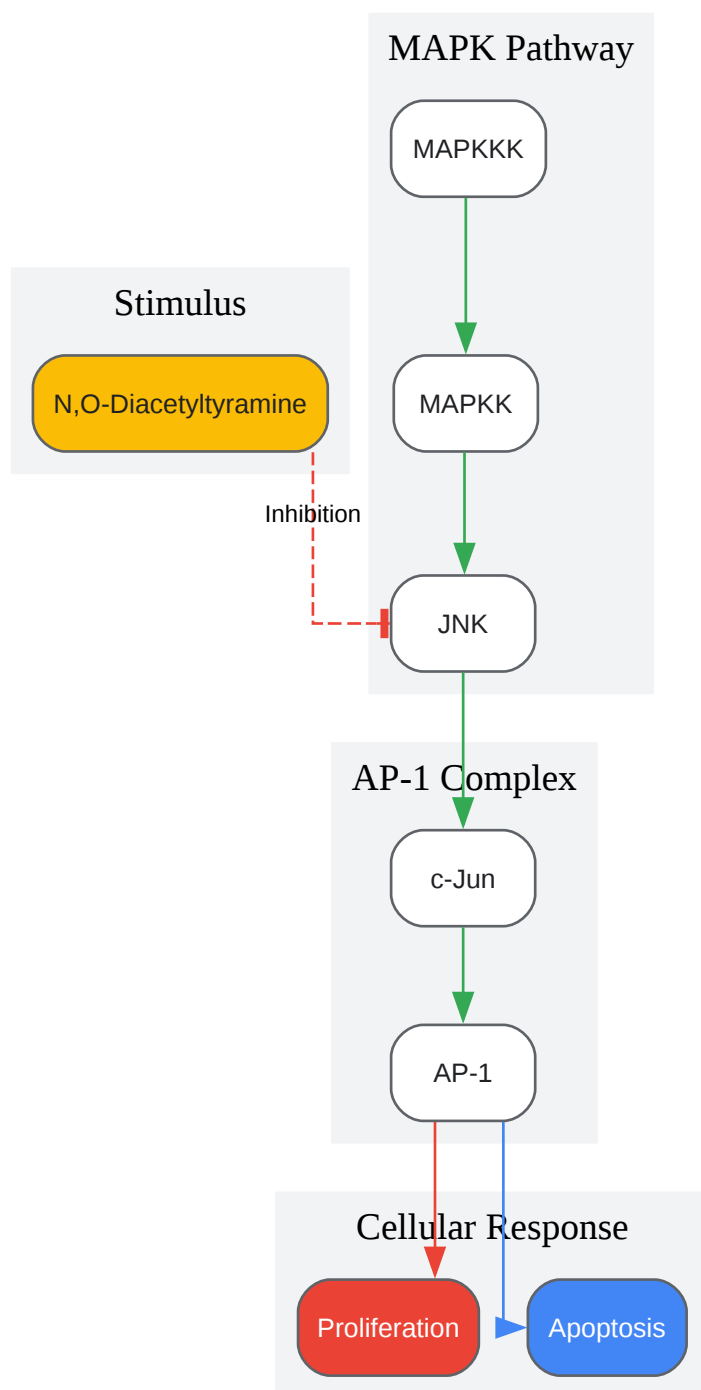 MAPK Pathway
MAPKKK
Stimulus
N,O-Diacetyltyramine
MAPKK
Inhibition
JNK
AP-1 Complex
c-Jun
AP-1
Cellular Response
Proliferation
Apoptosis